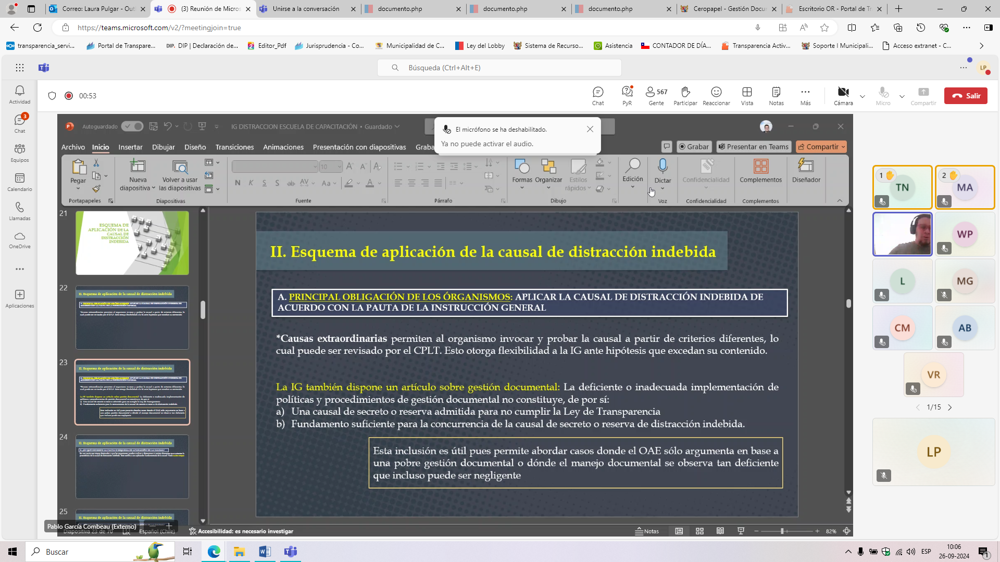 Correo: Laura Pulgar - Out
(3) Reunión de Micros
Unirse a la conversación
documento.php
documento.php
documento.php
Ceropapel - Gestión Docu
Escritorio OR - Portal de T
https://teams.microsoft.com/v2/?meetingjoin=true
transparencia_servi...
Portal de Transpare...
DIP | Declaración de...
Editor_Pdf
Jurisprudencia - Co...
Municipalidad de C...
Ley del Lobby
Sistema de Recurso...
Asistencia
CONTADOR DE DÍA...
Transparencia Activ...
Soporte I Municipali...
Acceso extranet - C...
Búsqueda (Ctrl+Alt+E)
LP
Actividad
3
Chat
Equipos
Calendario
Llamadas
OneDrive
Aplicaciones
00:53
Chat
PyR
567
Gente
Participar
Reaccionar
Vista
Notas
Más
Cámara
Micro
Compartir
Salir
Autoguardado
IG DISTRACCION ESCUELA DE CAPACITACIÓN • Guardado
El micrófono se ha deshabilitado.
Ya no puede activar el audio.
Archivo
Inicio
Insertar
Dibujar
Diseño
Transiciones
Animaciones
Presentación con diapositivas
Graba
Grabar
Presentar en Teams
Compartir
Pegar
Portapapeles
Nueva diapositiva
Volver a usar las diapositivas
Diapositivas
10
N K S S ab AV Aa A
Fuente
Párrafo
Formas
Organizar
Estilos rápidos
Dibujo
Edición
Dictar
Voz
Confidencialidad
Confidencialidad
Complementos
Complementos
Diseñador
21
ESQUEMA DE
APLICACIÓN DE LA
CAUSAL DE
DISTRACCIÓN
INDEBIDA
22
II. Esquema de aplicación de la causal de distracción indebida
23
II. Esquema de aplicación de la causal de distracción indebida
24
II. Esquema de aplicación de la causal de distracción indebida
25
II. Esquema de aplicación de la causal de distracción indebida
II. Esquema de aplicación de la causal de distracción indebida
A. PRINCIPAL OBLIGACIÓN DE LOS ÓRGANISMOS: APLICAR LA CAUSAL DE DISTRACCIÓN INDEBIDA DE
ACUERDO CON LA PAUTA DE LA INSTRUCCIÓN GENERAL
*Causas extraordinarias permiten al organismo invocar y probar la causal a partir de criterios diferentes, lo
cual puede ser revisado por el CPLT. Esto otorga flexibilidad a la IG ante hipótesis que excedan su contenido.
La IG también dispone un artículo sobre gestión documental: La deficiente o inadecuada implementación de
políticas y procedimientos de gestión documental no constituye, de por sí:
a) Una causal de secreto o reserva admitida para no cumplir la Ley de Transparencia
b) Fundamento suficiente para la concurrencia de la causal de secreto o reserva de distracción indebida.
Esta inclusión es útil pues permite abordar casos donde el OAE sólo argumenta en base a
una pobre gestión documental o dónde el manejo documental se observa tan deficiente
que incluso puede ser negligente
1
TN
2
MA
WP
L
MG
CM
AB
VR
1/15
LP
Pablo García Combeau (Externo)
Diapositiva 23 de 70
Español (Chile)
Accesibilidad: es necesario investigar
Notas
82%
Buscar
ESP
10:06
26-09-2024
1